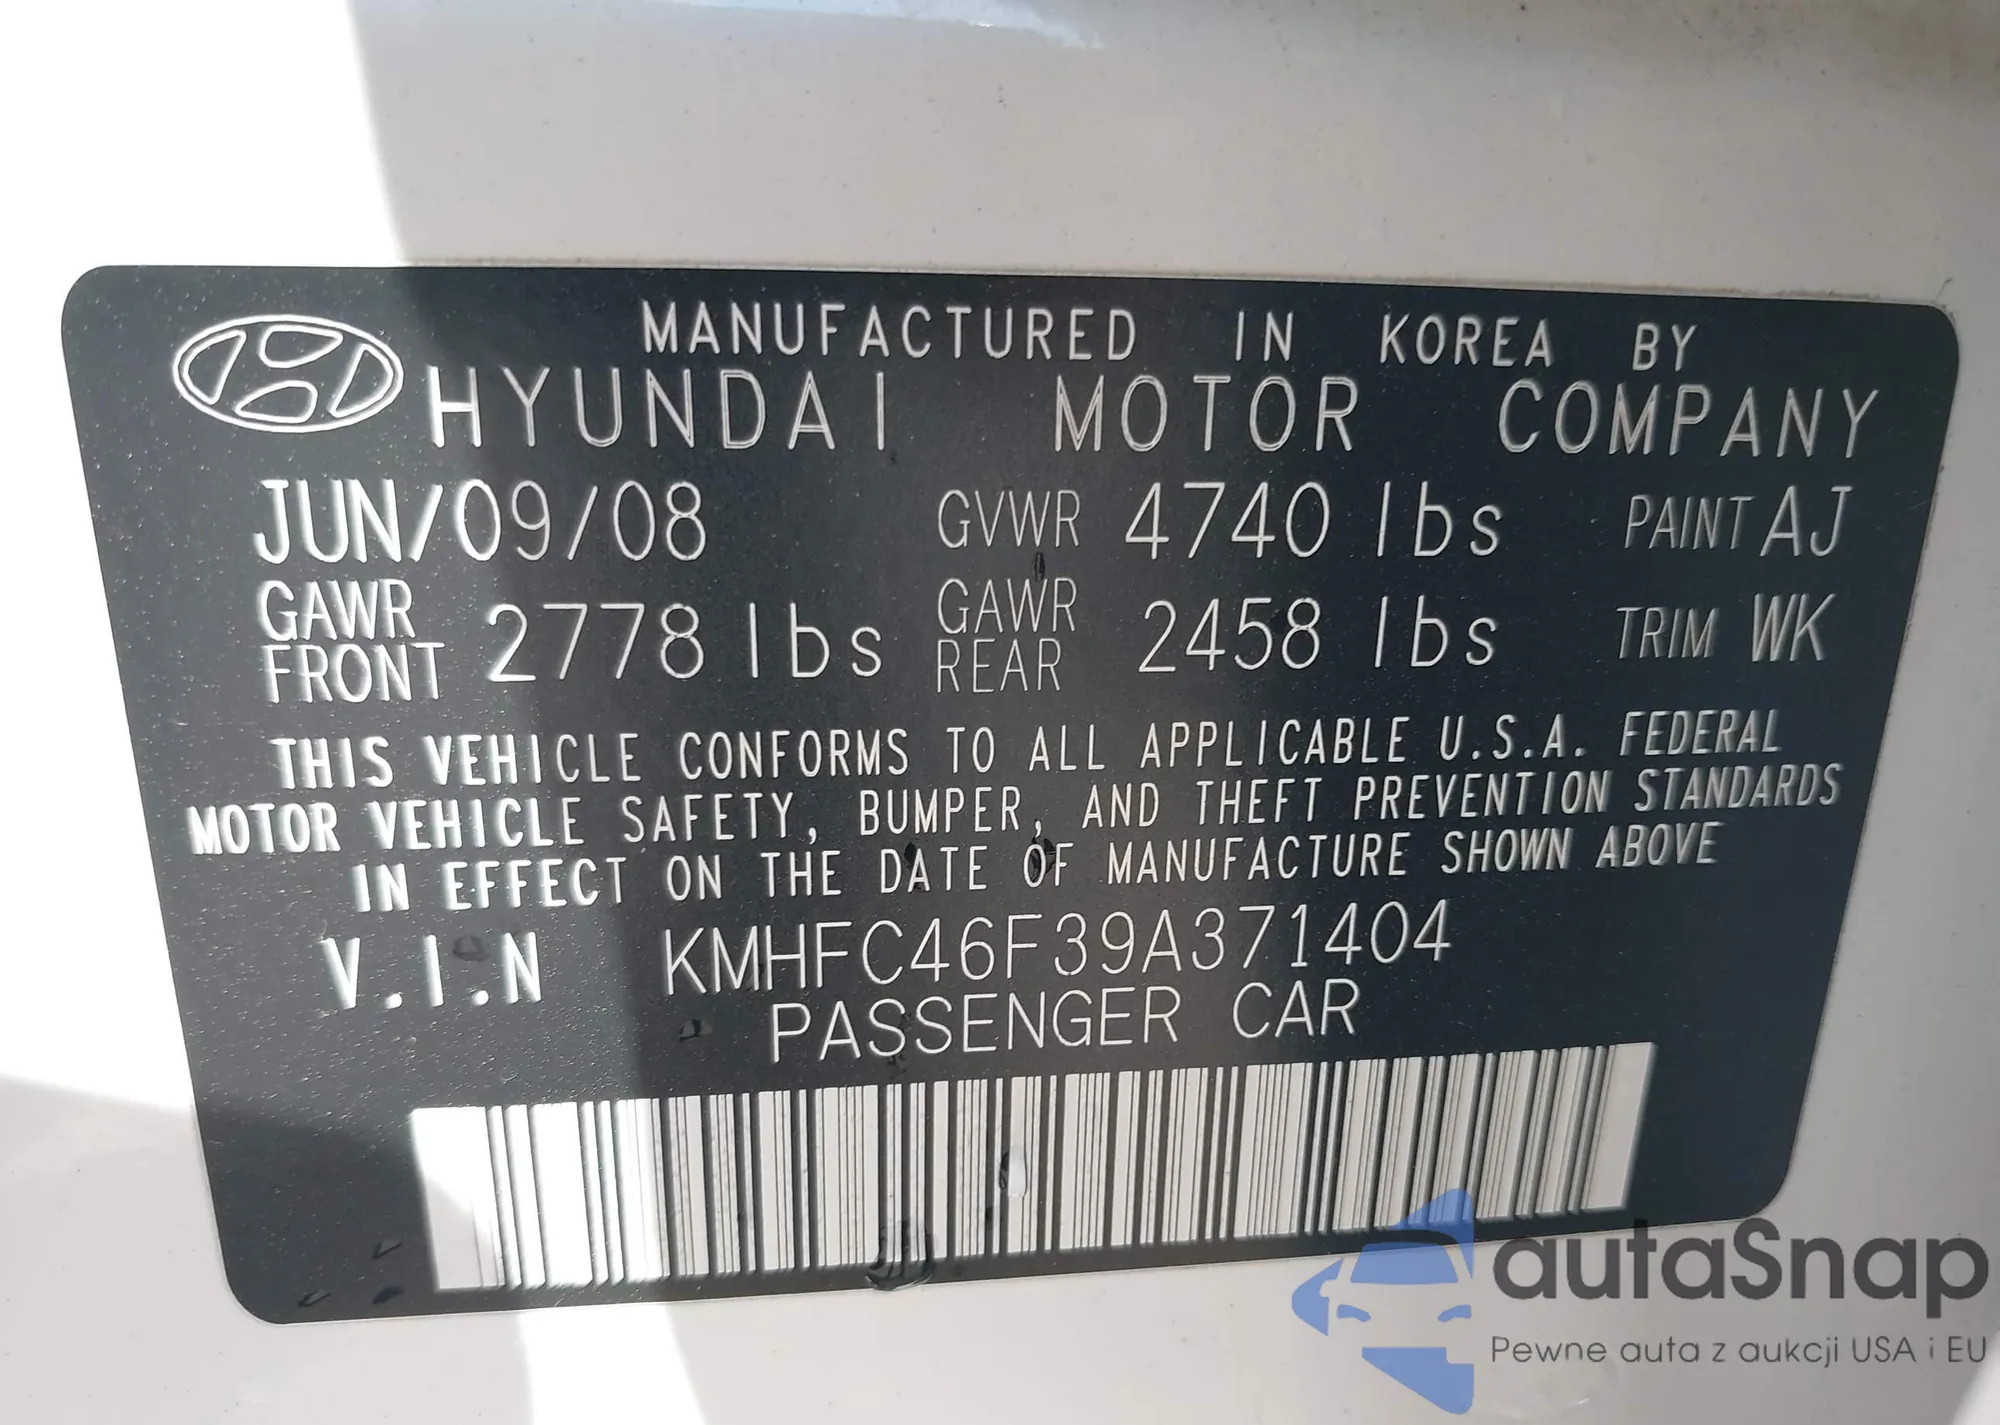 MANUFACTURED IN KOREA BY
HYUNDAI MOTOR COMPANY
JUN/09/08 GVWR 4740 lbs PAINT AJ
GAWR FRONT 2778 lbs GAWR REAR 2458 lbs TRIM WK
THIS VEHICLE CONFORMS TO ALL APPLICABLE U.S.A. FEDERAL
MOTOR VEHICLE SAFETY, BUMPER, AND THEFT PREVENTION STANDARDS
IN EFFECT ON THE DATE OF MANUFACTURE SHOWN ABOVE
V.I.N KMHFC46F39A371404
PASSENGER CAR
autaSnap
Pewne auta z aukcji USA i EU